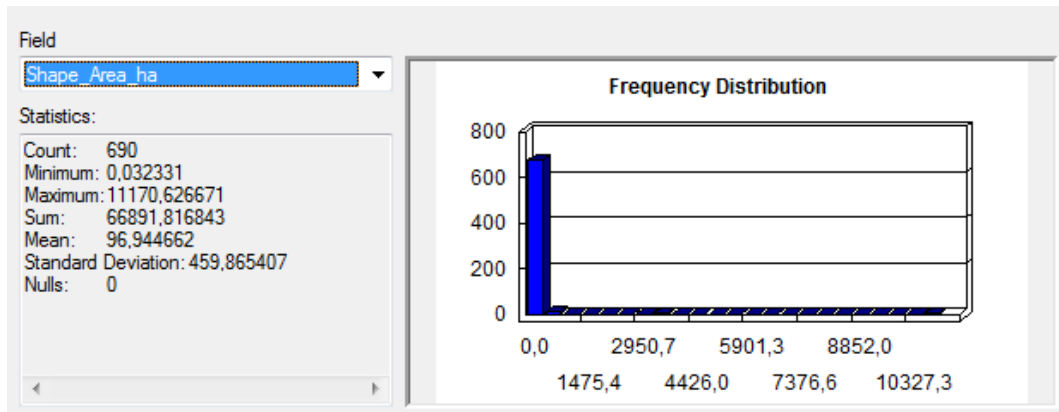 Field
Shape_Area_ha
Statistics:
Count: 690
Minimum: 0,032331
Maximum: 11170,626671
Sum: 66891,816843
Mean: 96,944662
Standard Deviation: 459,865407
Nulls: 0
Frequency Distribution
800
600
400
200
0
0,0 2950,7 5901,3 8852,0
1475,4 4426,0 7376,6 10327,3